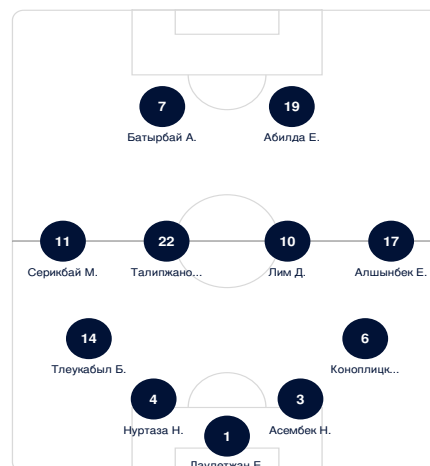 7
19
Батырбай А.
Абилда Е.
11
22
10
17
Серикбай М.
Талипжано...
Лим Д.
Алшынбек Е.
14
6
Тлеукабыл Б.
Коноплицк...
4
3
Нуртаза Н.
Асембек Н.
1